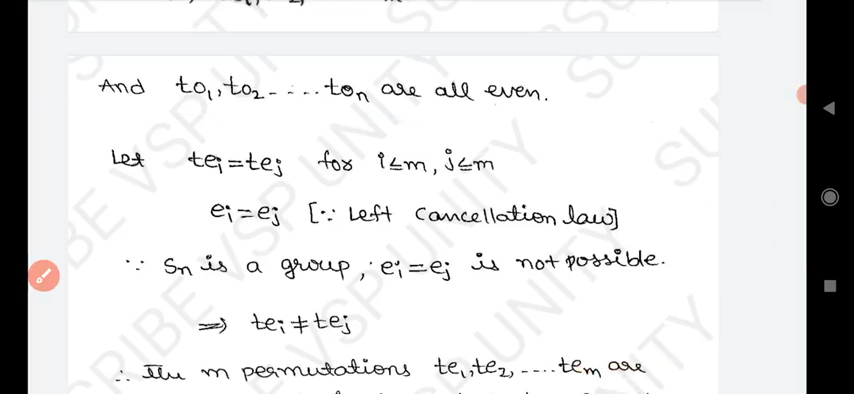 And to₁, to₂ - - .... toₙ are all even.
Let teᵢ = teⱼ for i≤m, j≤m
eᵢ = eⱼ [∵ Left Cancellation law]
∵ Sₙ is a group, eᵢ = eⱼ is not possible.
⟹ teᵢ ≠ teⱼ
∴ The m permutations te₁, te₂, ..... teₘ are